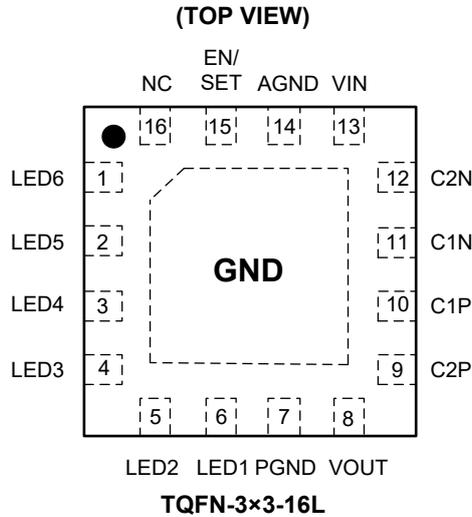 (TOP VIEW)
EN/
NC SET AGND VIN
16 15 14 13
LED6 1 12 C2N
LED5 2 11 C1N
GND
LED4 3 10 C1P
LED3 4 9 C2P
5 6 7 8
LED2 LED1 PGND VOUT
TQFN-3×3-16L